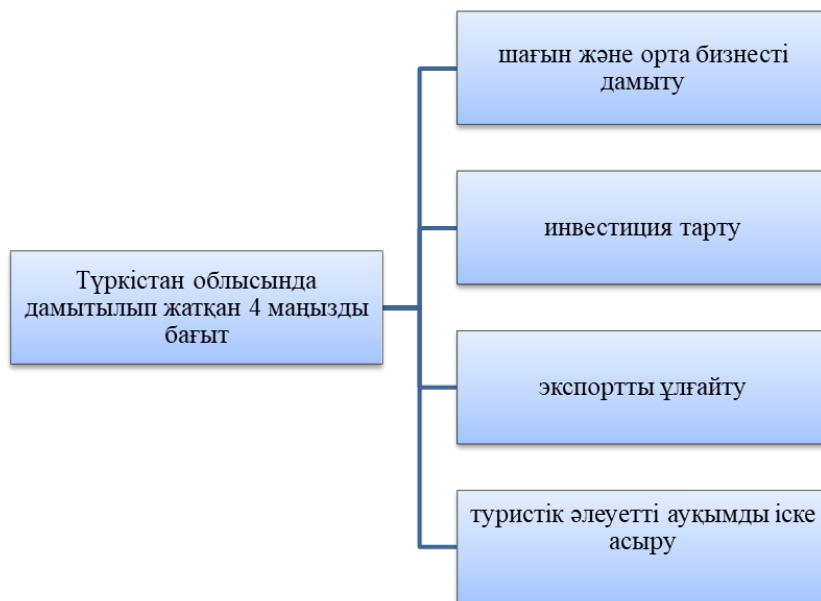 шағын және орта бизнесті
дамыту
инвестиция тарту
Түркістан облысында
дамытылып жатқан 4 маңызды
бағыт
экспортты ұлғайту
туристік әлеуетті ауқымды іске
асыру